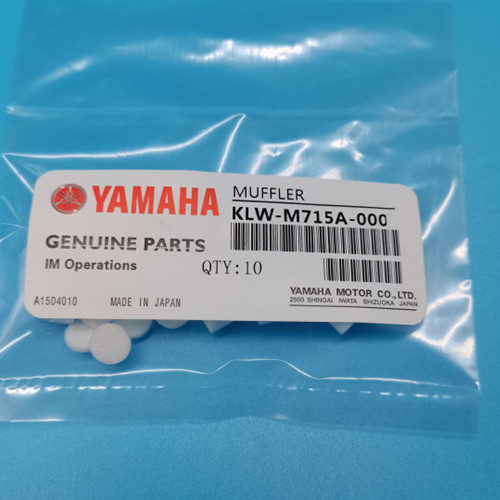 YAMAHA
MUFFLER
KLW-M715A-000
GENUINE PARTS
IM Operations
QTY:10
YAMAHA MOTOR CO.,LTD.
2500 SHINGAI IWATA SHIZUOKA JAPAN
A1504010
MADE IN JAPAN